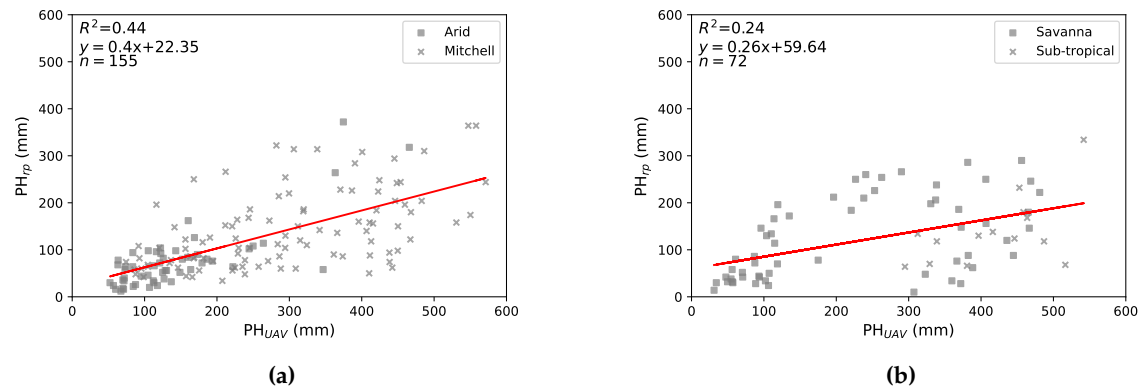 R²=0.44
y = 0.4x+22.35
n = 155
Arid
Mitchell
600
500
400
300
200
100
0
PH_rp (mm)
0 100 200 300 400 500 600
PH_UAV (mm)
(a)
R²=0.24
y = 0.26x+59.64
n = 72
Savanna
Sub-tropical
600
500
400
300
200
100
0
PH_rp (mm)
0 100 200 300 400 500 600
PH_UAV (mm)
(b)